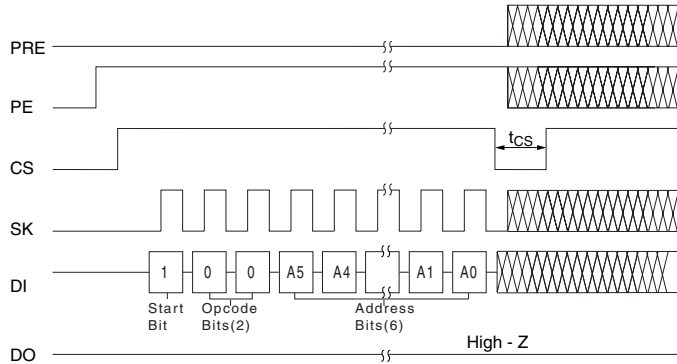 PRE
PE
tCS
CS
SK
DI
1 0 0 A5 A4 A1 A0
Start Bit
Opcode Bits(2)
Address Bits(6)
High - Z
DO